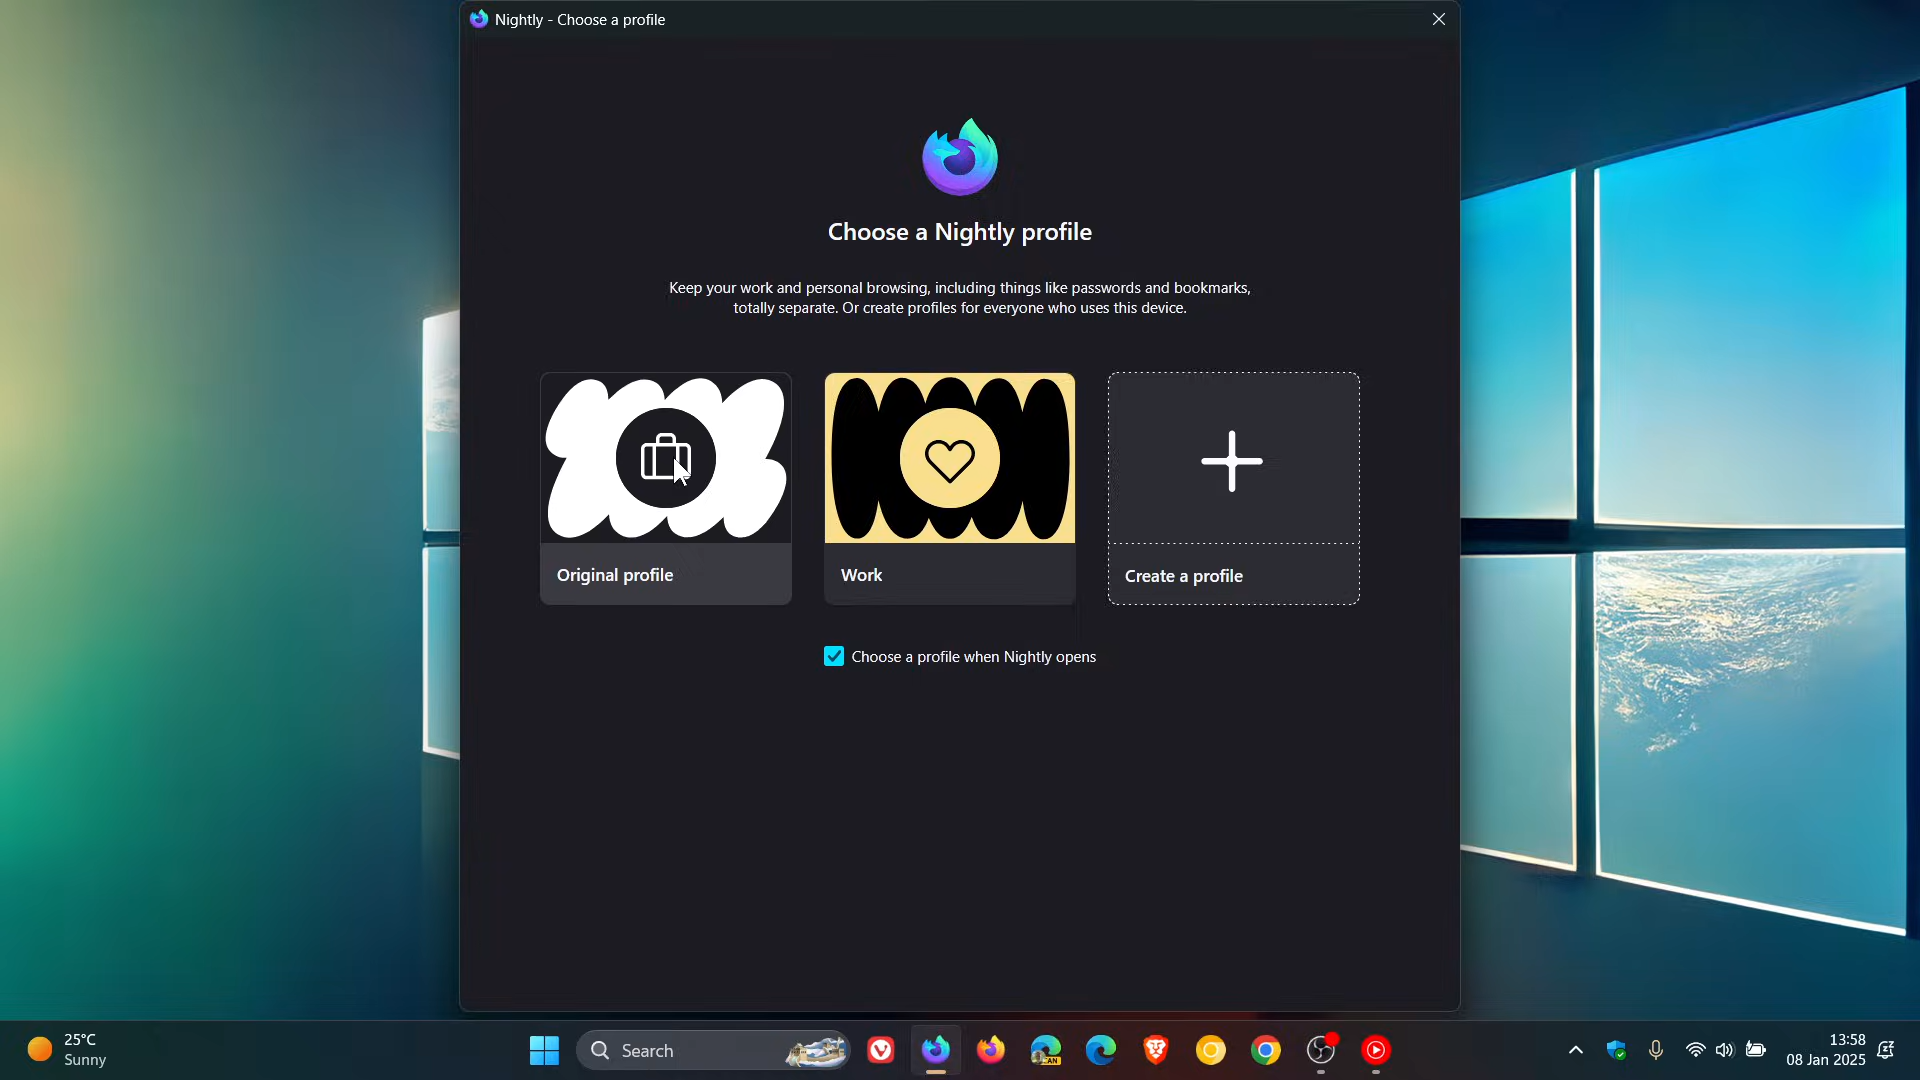 Nightly - Choose a profile
Choose a Nightly profile
Keep your work and personal browsing, including things like passwords and bookmarks,
totally separate. Or create profiles for everyone who uses this device.
Original profile
Work
Create a profile
Choose a profile when Nightly opens
25°C
Sunny
Search
CAN
13:58
08 Jan 2025